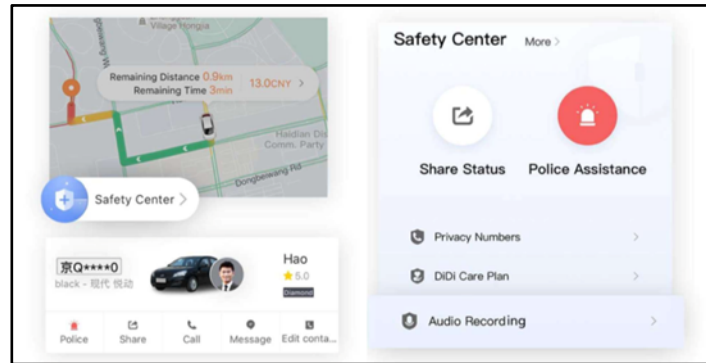 Village Hongjia
Remaining Distance 0.9km
Remaining Time 3min
13.0CNY >
Haidian Dis
Comm. Party
Dongbeiwang Rd
Safety Center >
京Q****0
black - 现代 悦动
Hao
5.0
Diamond
Police
Share
Call
Message
Edit conta...
Safety Center
More >
Share Status
Police Assistance
Privacy Numbers >
DiDi Care Plan >
Audio Recording >